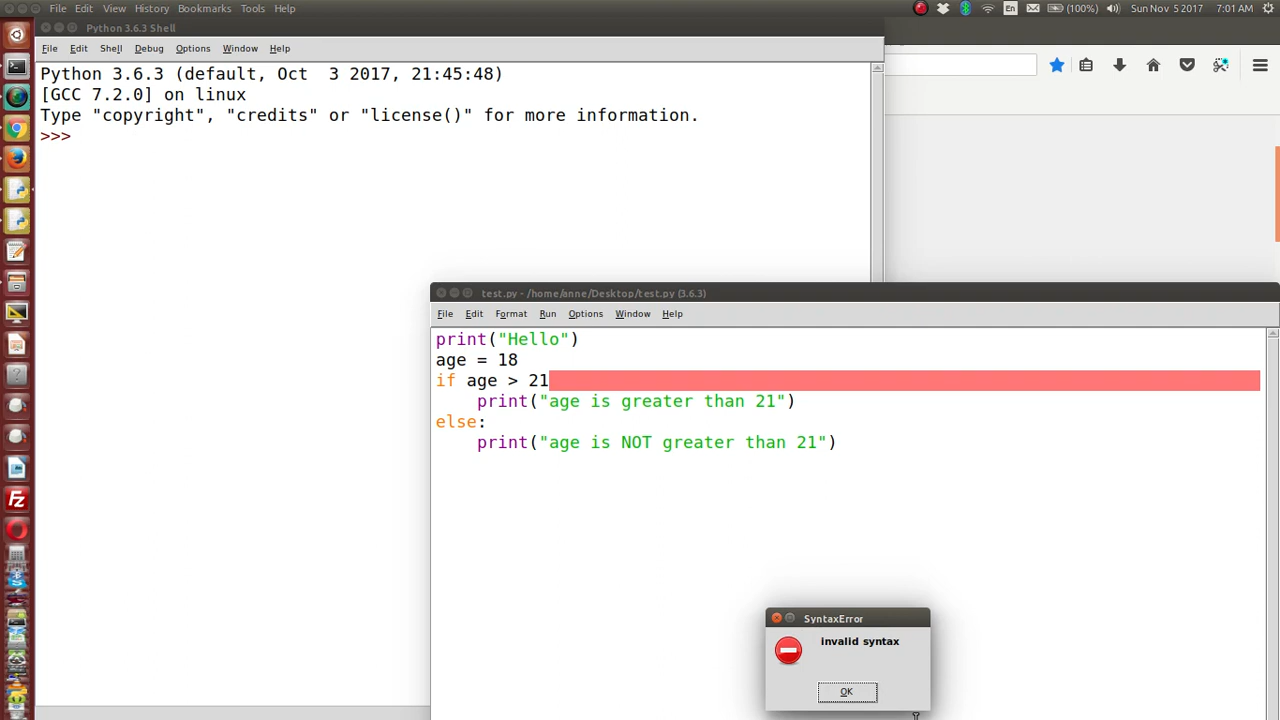 File Edit View History Bookmarks Tools Help
En
(100%)
Sun Nov 5 2017 7:01 AM
Python 3.6.3 Shell
File Edit Shell Debug Options Window Help
Python 3.6.3 (default, Oct  3 2017, 21:45:48)
[GCC 7.2.0] on linux
Type "copyright", "credits" or "license()" for more information.
>>>
test.py - /home/anne/Desktop/test.py (3.6.3)
File Edit Format Run Options Window Help
print("Hello")
age = 18
if age > 21
    print("age is greater than 21")
else:
    print("age is NOT greater than 21")
SyntaxError
invalid syntax
OK
Fz